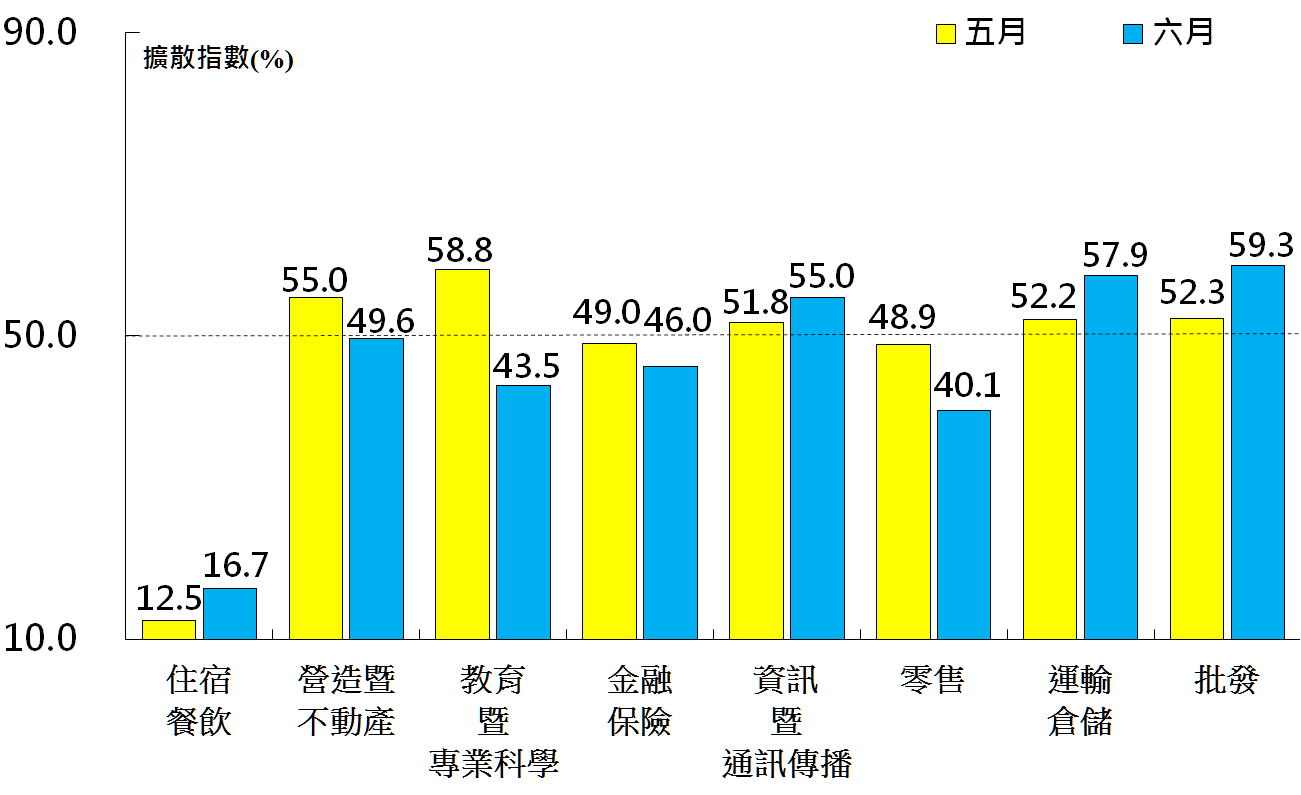 90.0
擴散指數(%)
五月
六月
50.0
10.0
12.5
16.7
55.0
49.6
58.8
43.5
49.0
46.0
51.8
55.0
48.9
40.1
52.2
57.9
52.3
59.3
住宿
餐飲
營造暨
不動產
教育
暨
專業科學
金融
保險
資訊
暨
通訊傳播
零售
運輸
倉儲
批發